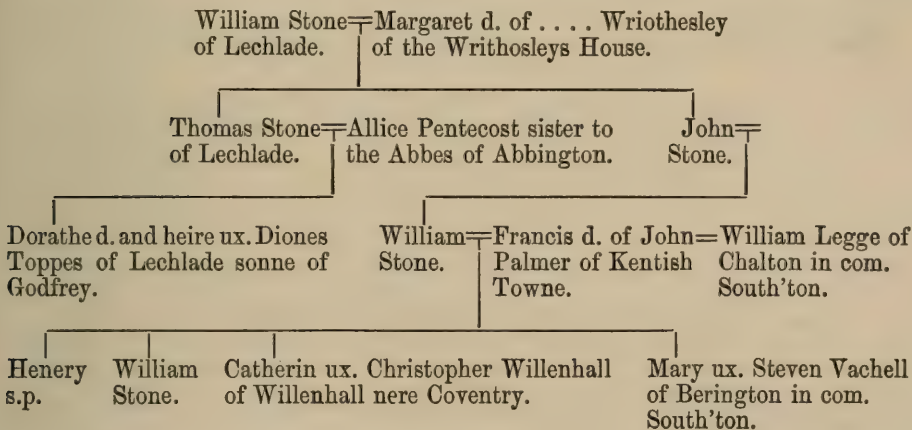 William Stone=Margaret d. of . . . . Wriothesley
of Lechlade. of the Writhosleys House.
Thomas Stone=Allice Pentecost sister to
of Lechlade. the Abbes of Abbington.
John=
Stone.
Dorathe d. and heire ux. Diones
Toppes of Lechlade sonne of
Godfrey.
William=Francis d. of John=William Legge of
Stone. Palmer of Kentish Chalton in com.
Towne. South'ton.
Henery
s.p.
William
Stone.
Catherin ux. Christopher Willenhall
of Willenhall nere Coventry.
Mary ux. Steven Vachell
of Berington in com.
South'ton.